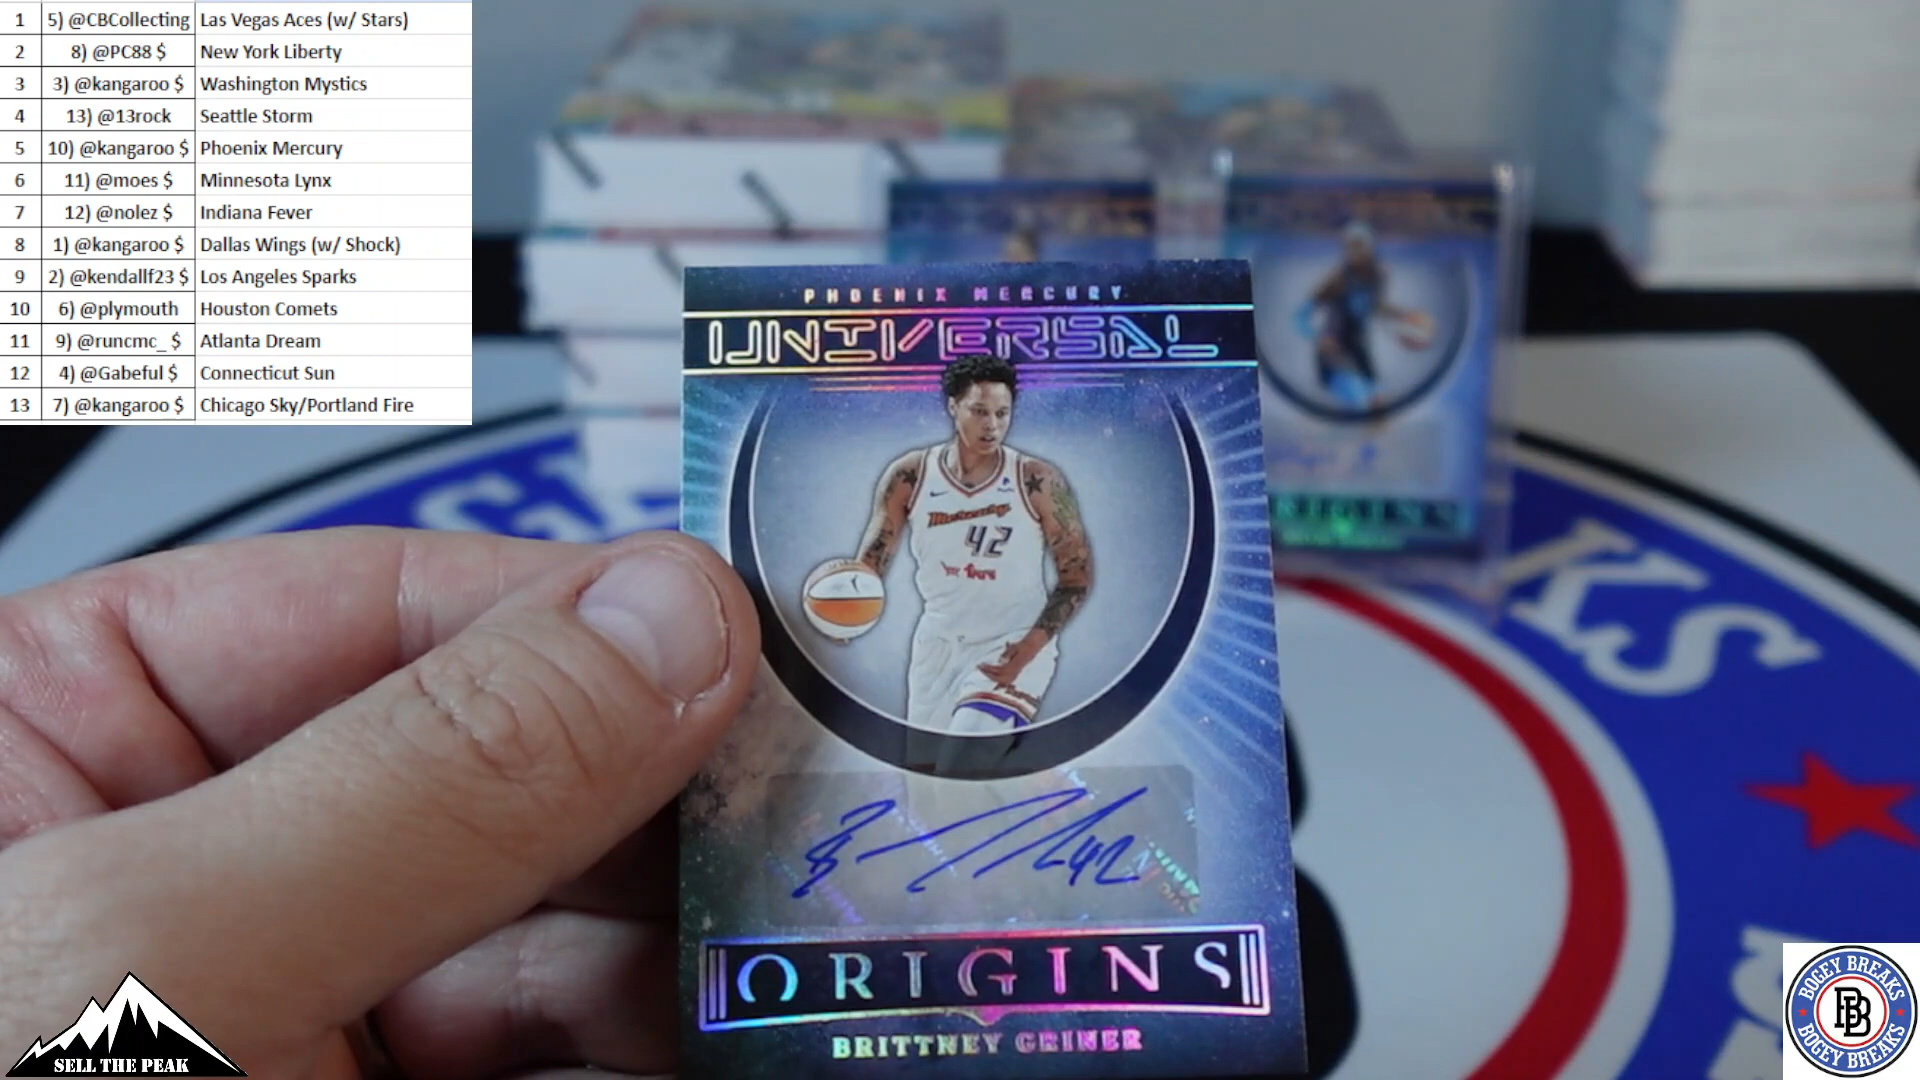 1 5) @CBCollecting Las Vegas Aces (w/ Stars)
2 8) @PC88 $ New York Liberty
3 3) @kangaroo $ Washington Mystics
4 13) @13rock Seattle Storm
5 10) @kangaroo $ Phoenix Mercury
6 11) @moes $ Minnesota Lynx
7 12) @nolez $ Indiana Fever
8 1) @kangaroo $ Dallas Wings (w/ Shock)
9 2) @kendallf23 $ Los Angeles Sparks
10 6) @plymouth Houston Comets
11 9) @runcmc_ $ Atlanta Dream
12 4) @Gabeful $ Connecticut Sun
13 7) @kangaroo $ Chicago Sky/Portland Fire
PHOENIX MERCURY
UNIVERSAL
Mercury
42
42
ORIGINS
BRITTNEY GRINER
KS
SELL THE PEAK
BOGEY BREAKS
BB
BOGEY BREAKS